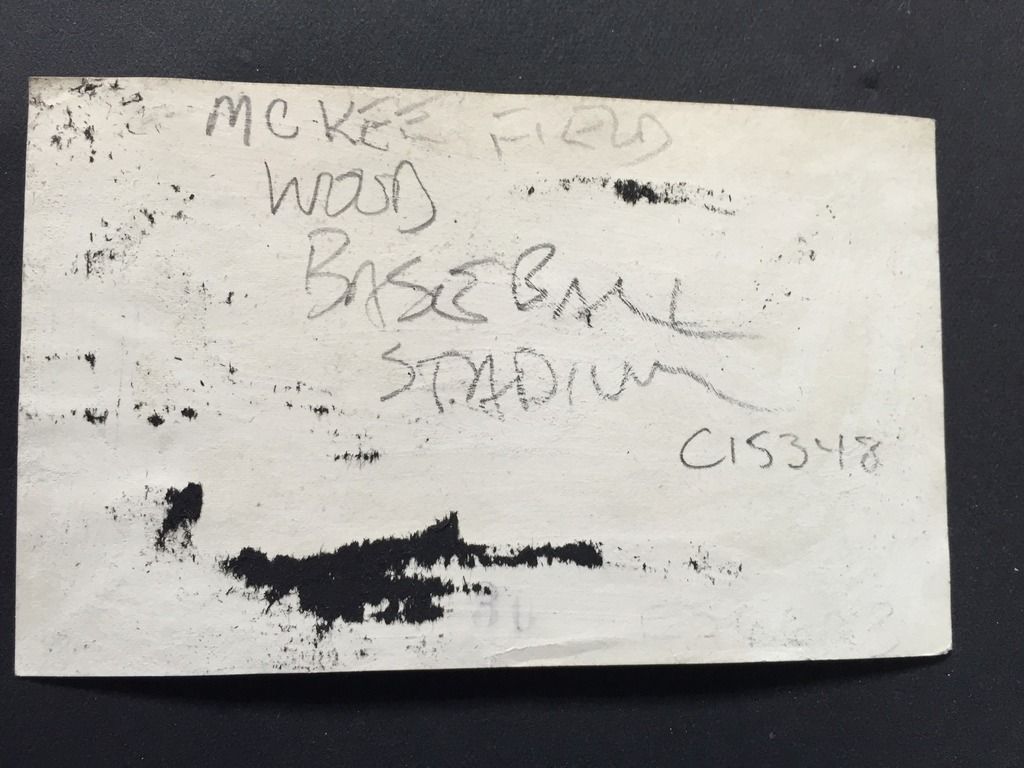 MCKEE FIELD
WOOD
BASEBALL
STADIUM
C15348